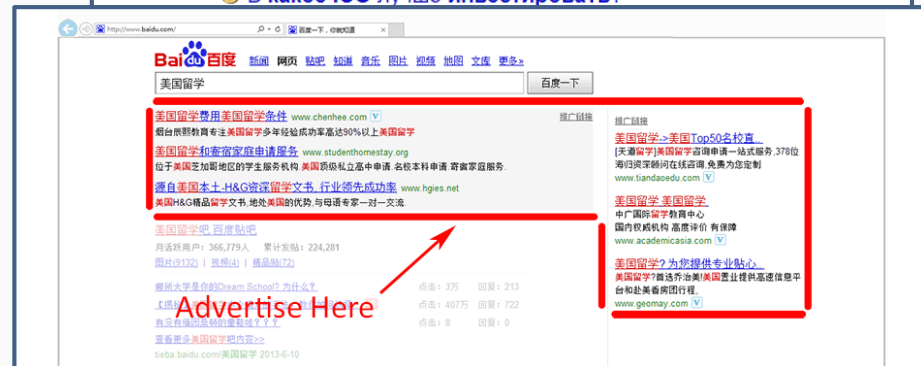 В какое ICO лучше инвестировать?
http://www.baidu.com/
百度一下，你就知道
Bai百度 新闻 网页 贴吧 知道 音乐 图片 视频 地图 文库 更多»
美国留学 百度一下
美国留学费用美国留学条件 www.chenhee.com V 推广链接
烟台辰熙教育专注美国留学多年经验成功率高达90%以上美国留学
美国留学和寄宿家庭申请服务 www.studenthomestay.org
位于美国芝加哥地区的学生服务机构.美国顶级私立高中申请.名校本科申请.寄宿家庭服务.
源自美国本土-H&G资深留学文书,行业领先成功率 www.hgies.net
美国H&G精品留学文书,地处美国的优势,与母语专家一对一交流.
美国留学吧_百度贴吧
月活跃用户: 366,779人 累计发贴: 224,281
图片(9132) | 视频(4) | 精品贴(72)
哪所大学是你的Dream School? 为什么? 点击: 3万 回复: 213
点击: 407万 回复: 722
点击: 8 回复: 0
查看更多美国留学吧内容>>
tieba.baidu.com/美国留学 2013-6-10
Advertise Here
推广链接
美国留学->美国Top50名校直..
[天道留学]美国留学咨询申请一站式服务,378位
海归资深顾问在线咨询,免费为您定制
www.tiandaoedu.com V
美国留学 美国留学
中广国际留学教育中心
国内权威机构 高度评价 有保障
www.academicasia.com V
美国留学? 为您提供专业贴心..
美国留学?首选乔治美!美国置业提供高速信息平
台和赴美看房团行程,
www.geomay.com V